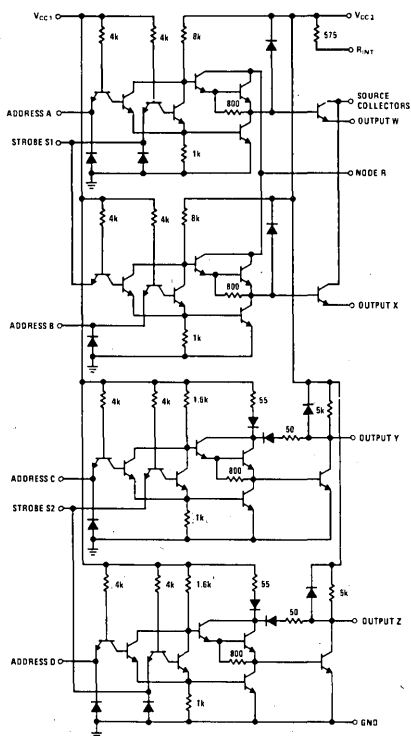 VCC1
VCC2
4k
4k
8k
575
RINT
SOURCE
COLLECTORS
ADDRESS A
800
OUTPUT W
STROBE S1
1k
NODE R
4k
4k
8k
800
OUTPUT X
ADDRESS B
1k
4k
4k
1.6k
55
5k
50
OUTPUT Y
ADDRESS C
800
STROBE S2
1k
4k
4k
1.6k
55
5k
50
OUTPUT Z
ADDRESS D
800
1k
GND